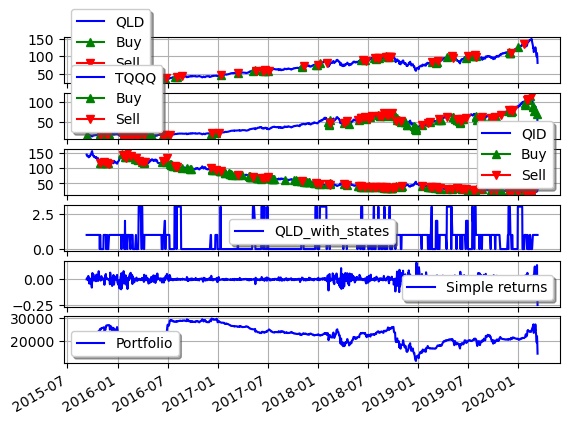 QLD
Buy
Sell
150
100
50
TQQQ
Buy
Sell
100
50
QID
Buy
Sell
150
100
50
2.5
0.0
QLD_with_states
0.00
−0.25
Simple returns
30000
20000
Portfolio
2015-07
2016-01
2016-07
2017-01
2017-07
2018-01
2018-07
2019-01
2019-07
2020-01